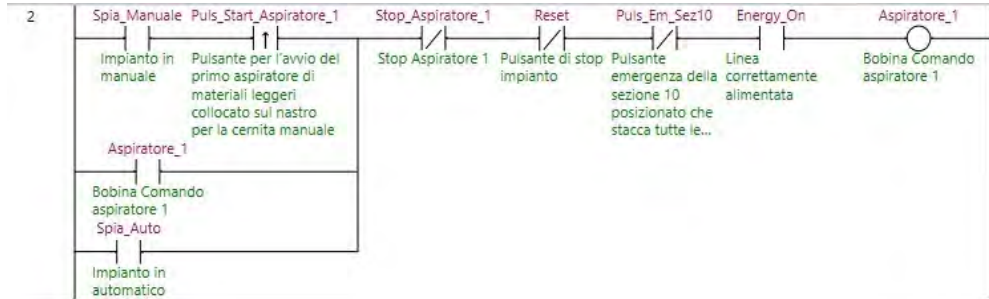 2
Spia_Manuale Puls_Start_Aspiratore_1 Stop_Aspiratore_1 Reset Puls_Em_Sez10 Energy_On Aspiratore_1
Impianto in
manuale
Pulsante per l'avvio del
primo aspiratore di
materiali leggeri
collocato sul nastro
per la cernita manuale
Stop Aspiratore 1
Pulsante di stop
impianto
Pulsante
emergenza della
sezione 10
posizionato che
stacca tutte le...
Linea
correttamente
alimentata
Bobina Comando
aspiratore 1
Aspiratore_1
Bobina Comando
aspiratore 1
Spia_Auto
Impianto in
automatico